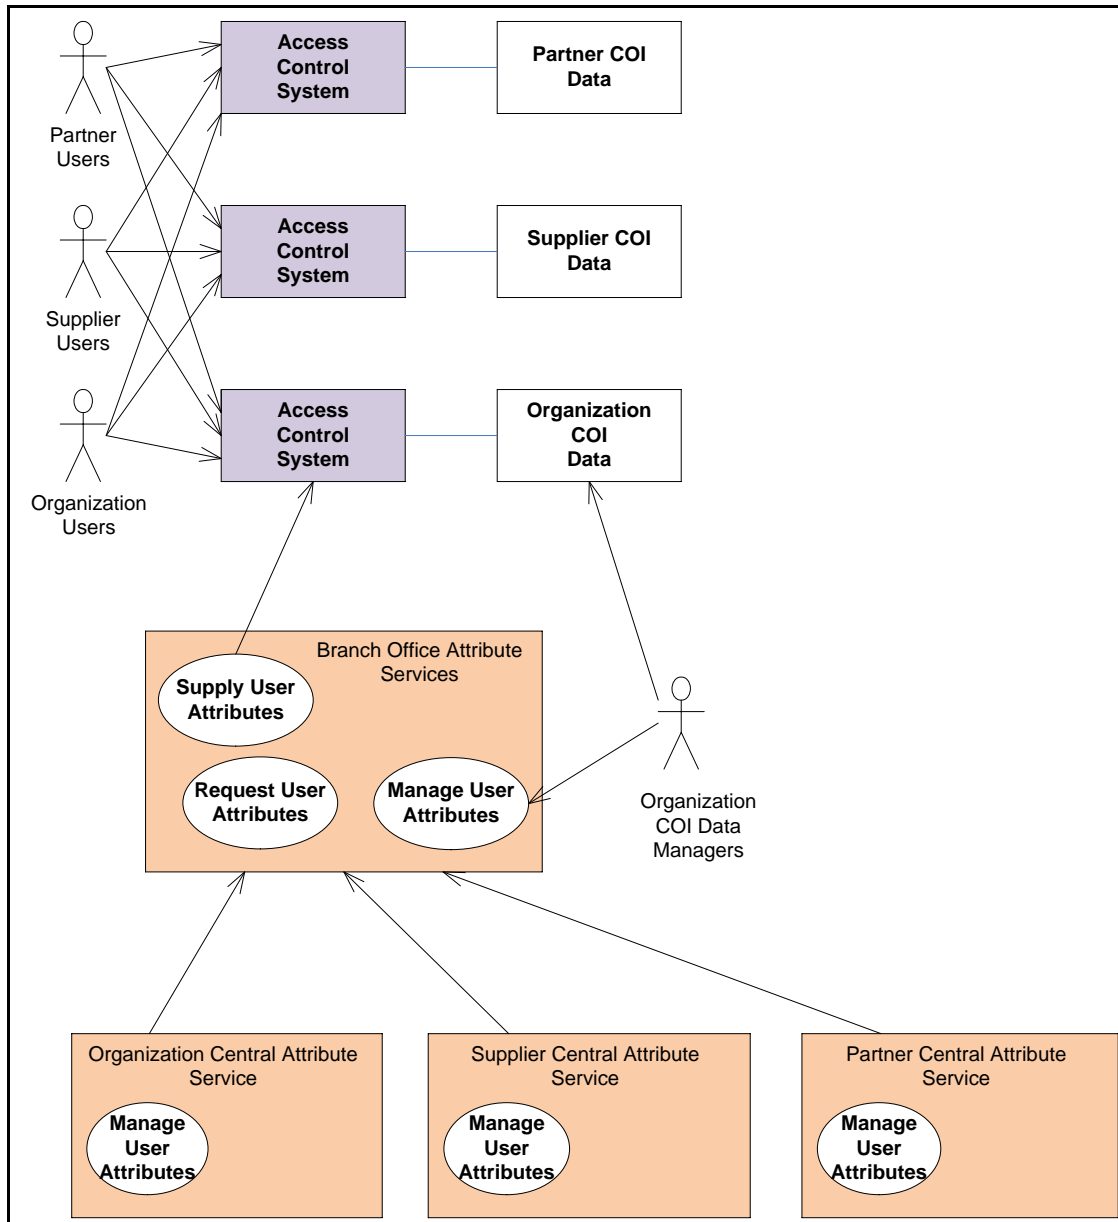 Partner
Users
Access
Control
System
Partner COI
Data
Supplier
Users
Access
Control
System
Supplier COI
Data
Organization
Users
Access
Control
System
Organization
COI
Data
Branch Office Attribute
Services
Supply User
Attributes
Request User
Attributes
Manage User
Attributes
Organization
COI Data
Managers
Organization Central Attribute
Service
Manage
User
Attributes
Supplier Central Attribute
Service
Manage
User
Attributes
Partner Central Attribute
Service
Manage
User
Attributes